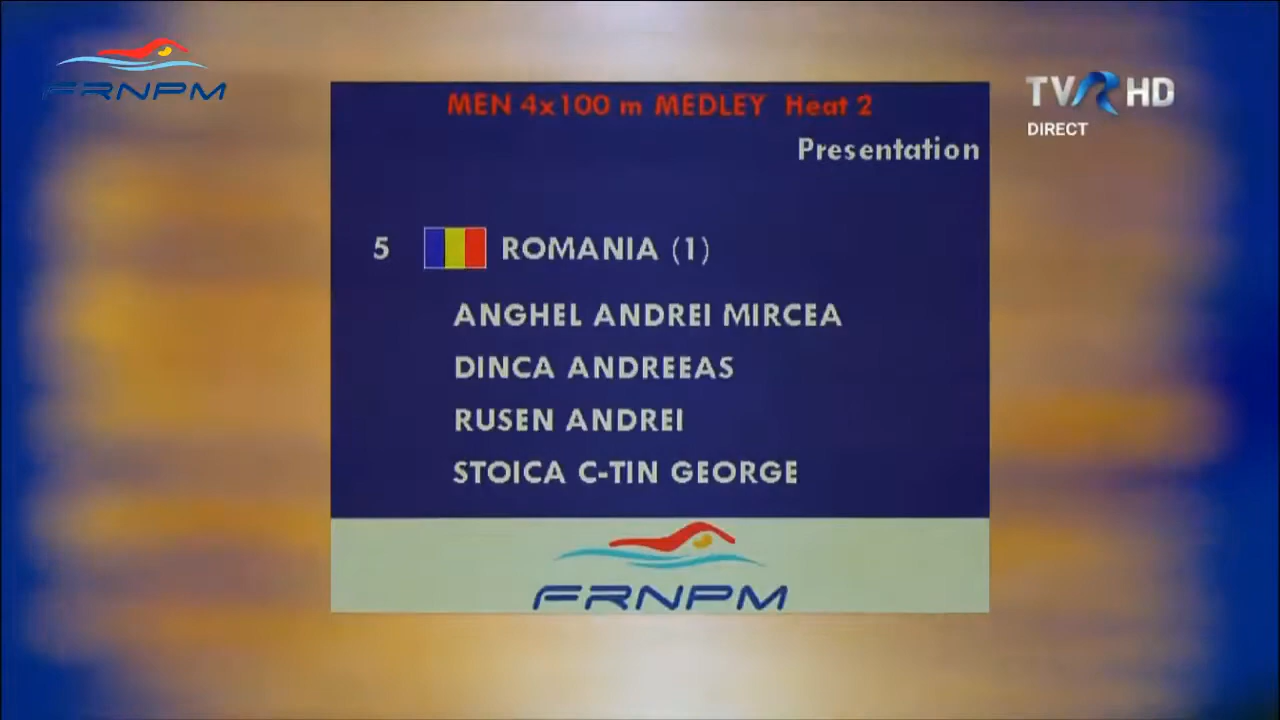 FRNPM
TVR HD
DIRECT
MEN 4x100 m MEDLEY Heat 2
Presentation
5 ROMANIA (1)
ANGHEL ANDREI MIRCEA
DINCA ANDREEAS
RUSEN ANDREI
STOICA C-TIN GEORGE
FRNPM